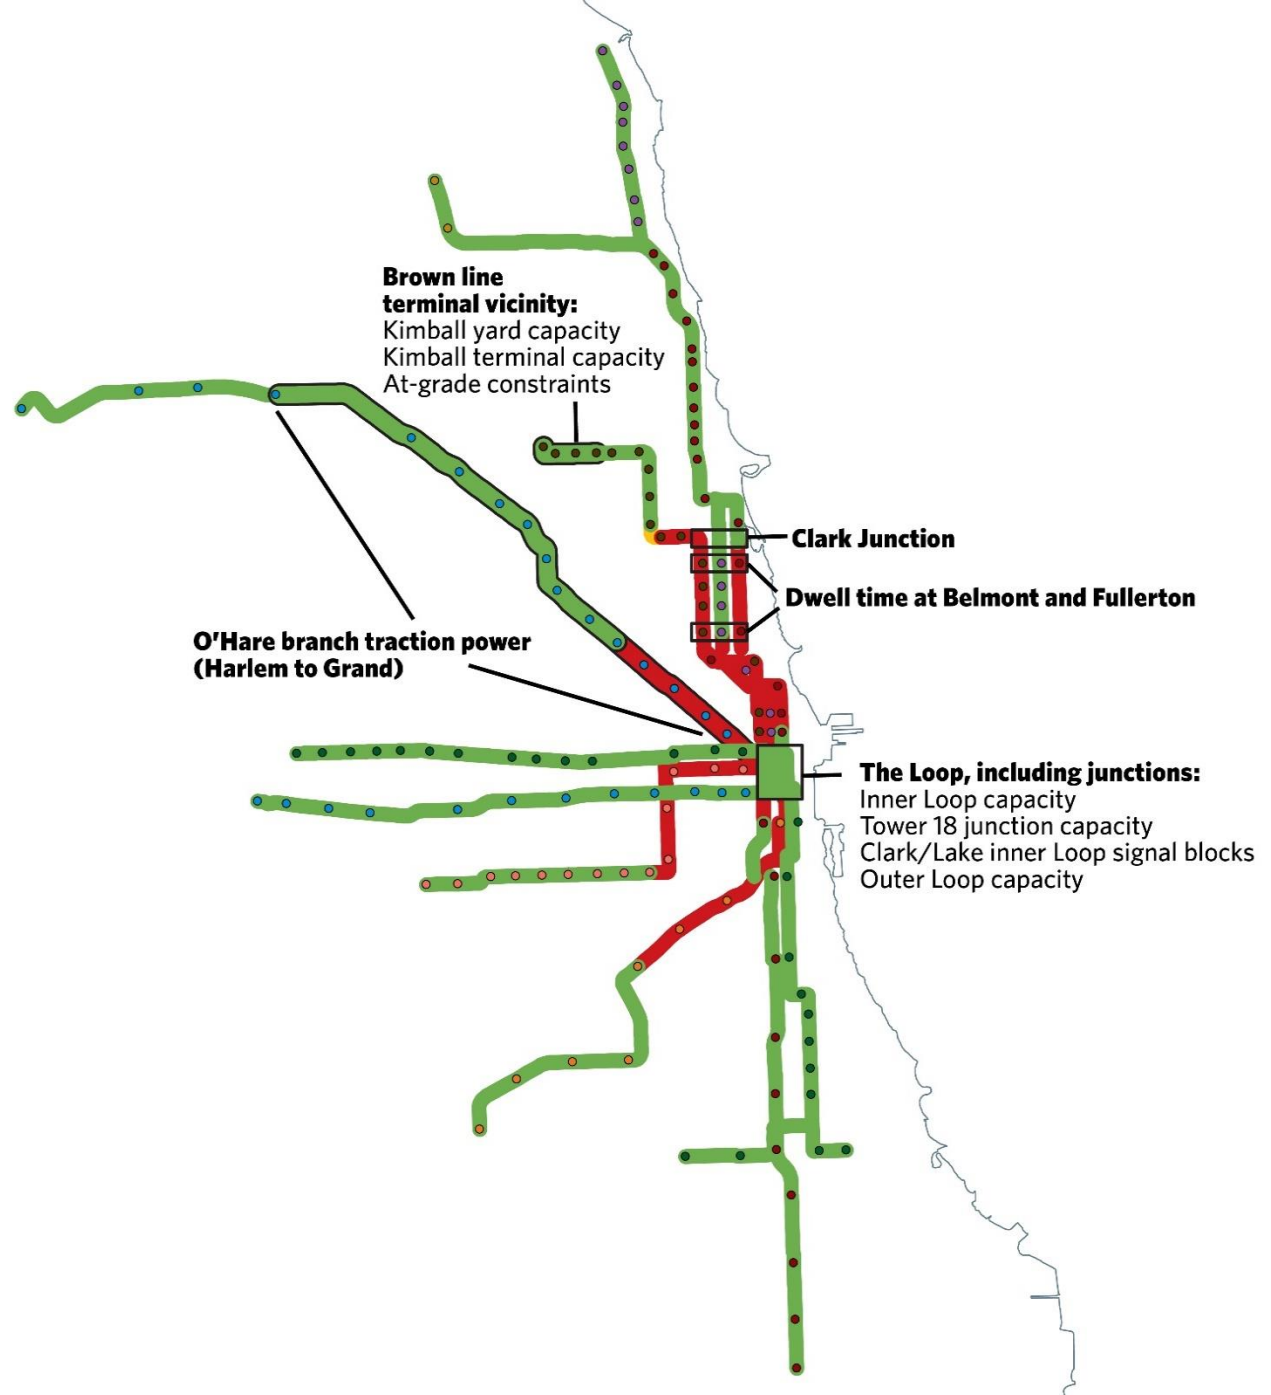 Brown line
terminal vicinity:
Kimball yard capacity
Kimball terminal capacity
At-grade constraints
Clark Junction
Dwell time at Belmont and Fullerton
O’Hare branch traction power
(Harlem to Grand)
The Loop, including junctions:
Inner Loop capacity
Tower 18 junction capacity
Clark/Lake inner Loop signal blocks
Outer Loop capacity